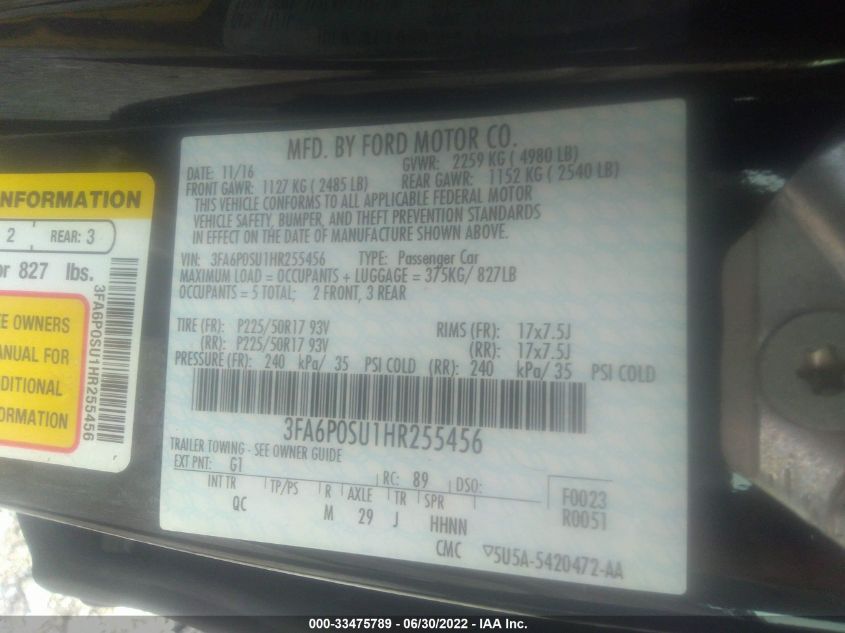 MFD. BY FORD MOTOR CO.
DATE: 11/16 GVWR: 2259 KG ( 4980 LB)
FRONT GAWR: 1127 KG ( 2485 LB) REAR GAWR: 1152 KG ( 2540 LB)
THIS VEHICLE CONFORMS TO ALL APPLICABLE FEDERAL MOTOR
VEHICLE SAFETY, BUMPER, AND THEFT PREVENTION STANDARDS
IN EFFECT ON THE DATE OF MANUFACTURE SHOWN ABOVE.
VIN: 3FA6P0SU1HR255456 TYPE: Passenger Car
MAXIMUM LOAD = OCCUPANTS + LUGGAGE = 375KG/ 827LB
OCCUPANTS = 5 TOTAL: 2 FRONT, 3 REAR
TIRE (FR): P225/50R17 93V RIMS (FR): 17x7.5J
(RR): P225/50R17 93V (RR): 17x7.5J
PRESSURE (FR): 240 kPa/ 35 PSI COLD (RR): 240 kPa/ 35 PSI COLD
3FA6P0SU1HR255456
TRAILER TOWING - SEE OWNER GUIDE
EXT PNT: G1 RC: 89 DSO:
INT TR TP/PS R AXLE TR SPR F0023
QC M 29 J HHNN R0051
CMC ▽5U5A-5420472-AA
INFORMATION
2 REAR: 3
or 827 lbs.
EE OWNERS
ANUAL FOR
DITIONAL
FORMATION
3FA6P0SU1HR255456
000-33475789 - 06/30/2022 - IAA Inc.